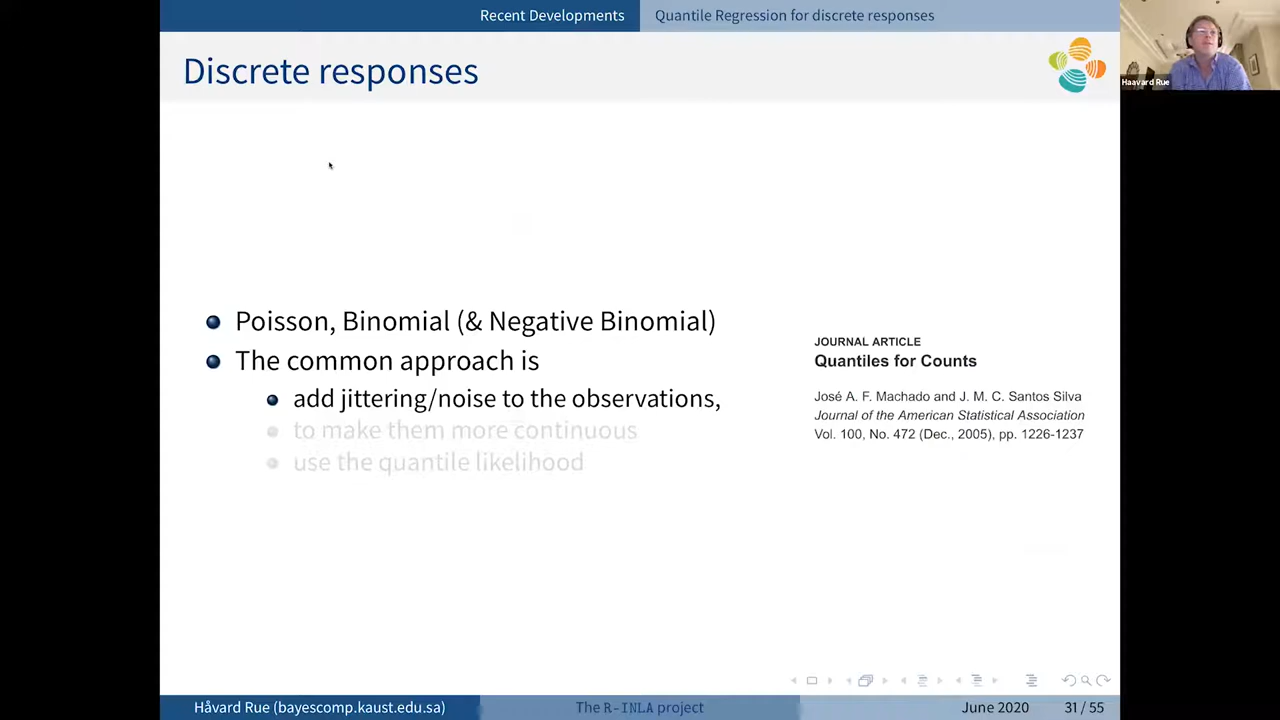 Recent Developments
Quantile Regression for discrete responses
Discrete responses
Haavard Rue
Poisson, Binomial (& Negative Binomial)
The common approach is
add jittering/noise to the observations,
to make them more continuous
use the quantile likelihood
JOURNAL ARTICLE
Quantiles for Counts
José A. F. Machado and J. M. C. Santos Silva
Journal of the American Statistical Association
Vol. 100, No. 472 (Dec., 2005), pp. 1226-1237
Håvard Rue (bayescomp.kaust.edu.sa)
The R-INLA project
June 2020
31 / 55